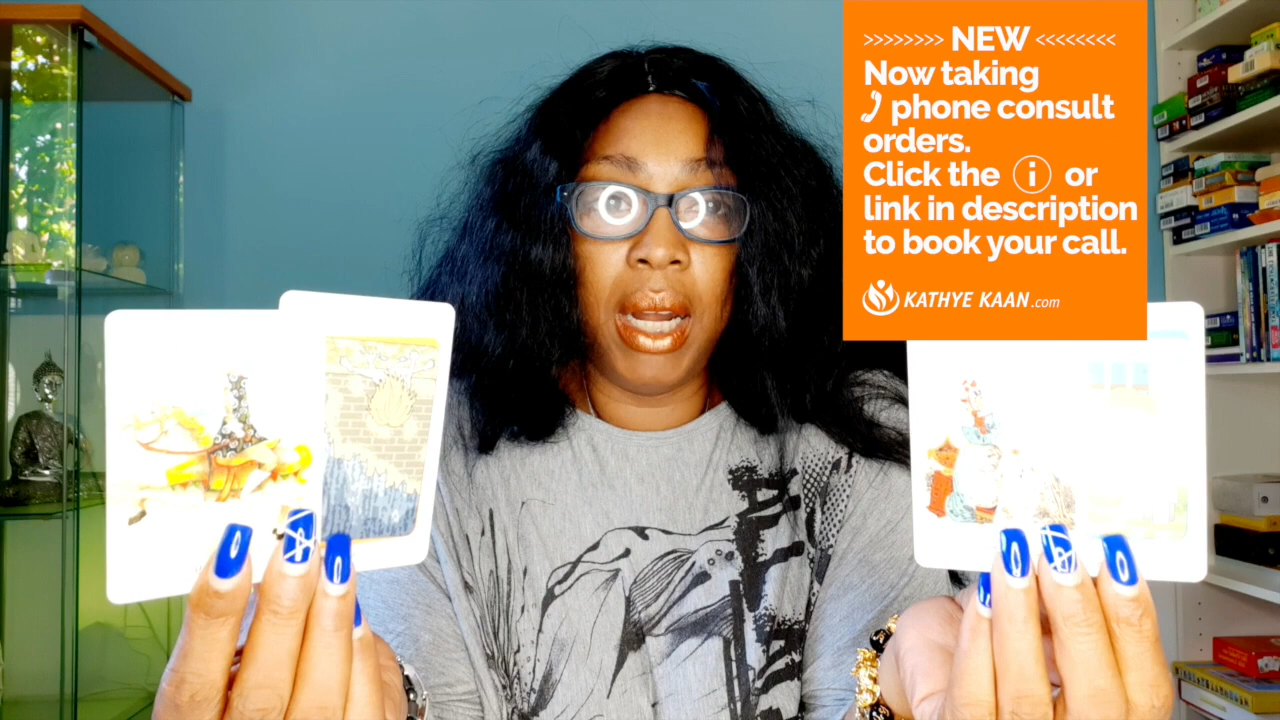 >>>>>>>> NEW <<<<<<<<
Now taking
phone consult
orders.
Click the i or
link in description
to book your call.
KATHYE KAAN.com